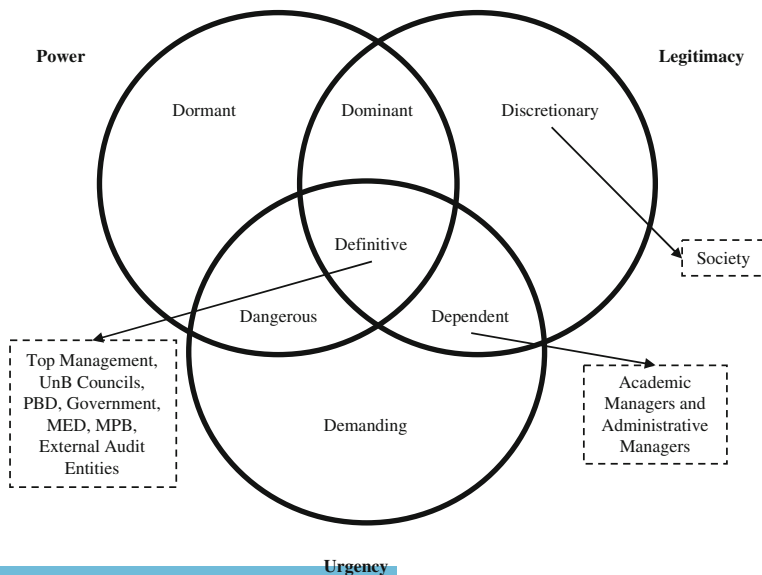 Power
Legitimacy
Dormant
Dominant
Discretionary
Definitive
Society
Dangerous
Dependent
Top Management,
UnB Councils,
PBD, Government,
MED, MPB,
External Audit
Entities
Academic
Managers and
Administrative
Managers
Demanding
Urgency